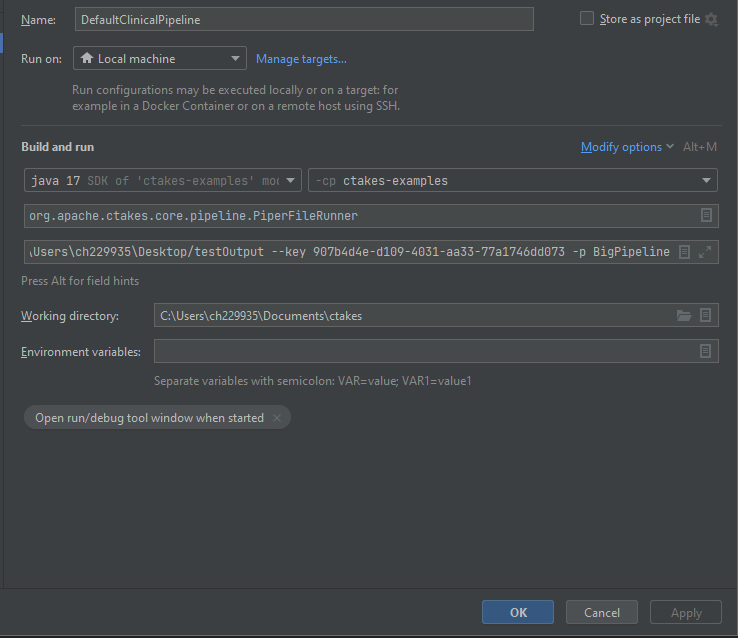 Name: DefaultClinicalPipeline Store as project file
Run on: Local machine Manage targets...
Run configurations may be executed locally or on a target: for
example in a Docker Container or on a remote host using SSH.
Build and run Modify options Alt+M
java 17 SDK of 'ctakes-examples' mo -cp ctakes-examples
org.apache.ctakes.core.pipeline.PiperFileRunner
\Users\ch229935\Desktop/testOutput --key 907b4d4e-d109-4031-aa33-77a1746dd073 -p BigPipeline
Press Alt for field hints
Working directory: C:\Users\ch229935\Documents\ctakes
Environment variables:
Separate variables with semicolon: VAR=value; VAR1=value1
Open run/debug tool window when started ×
OK Cancel Apply